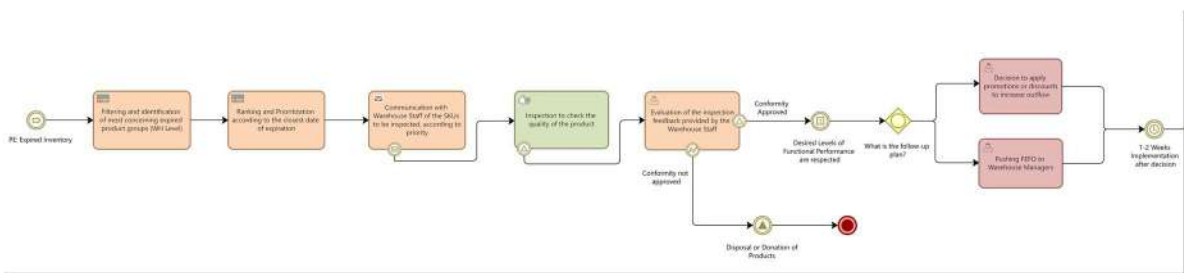 PE: Expired Inventory
Filtering and identification
of most concerning expired
product groups (WH Level)
Ranking and Prioritization
according to the closest date
of expiration
Communication with
Warehouse Staff of the SKUs
to be inspected, according to
priority.
Inspection to check the
quality of the product
Evaluation of the inspection
feedback provided by the
Warehouse Staff
Conformity
Approved
Conformity not
approved
Desired Levels of
Functional Performance
are respected
What is the follow up
plan?
Decision to apply
promotions or discounts
to increase outflow
Pushing FEFO to
Warehouse Managers
1-2 Weeks
Implementation
after decision
Disposal or Donation of
Products